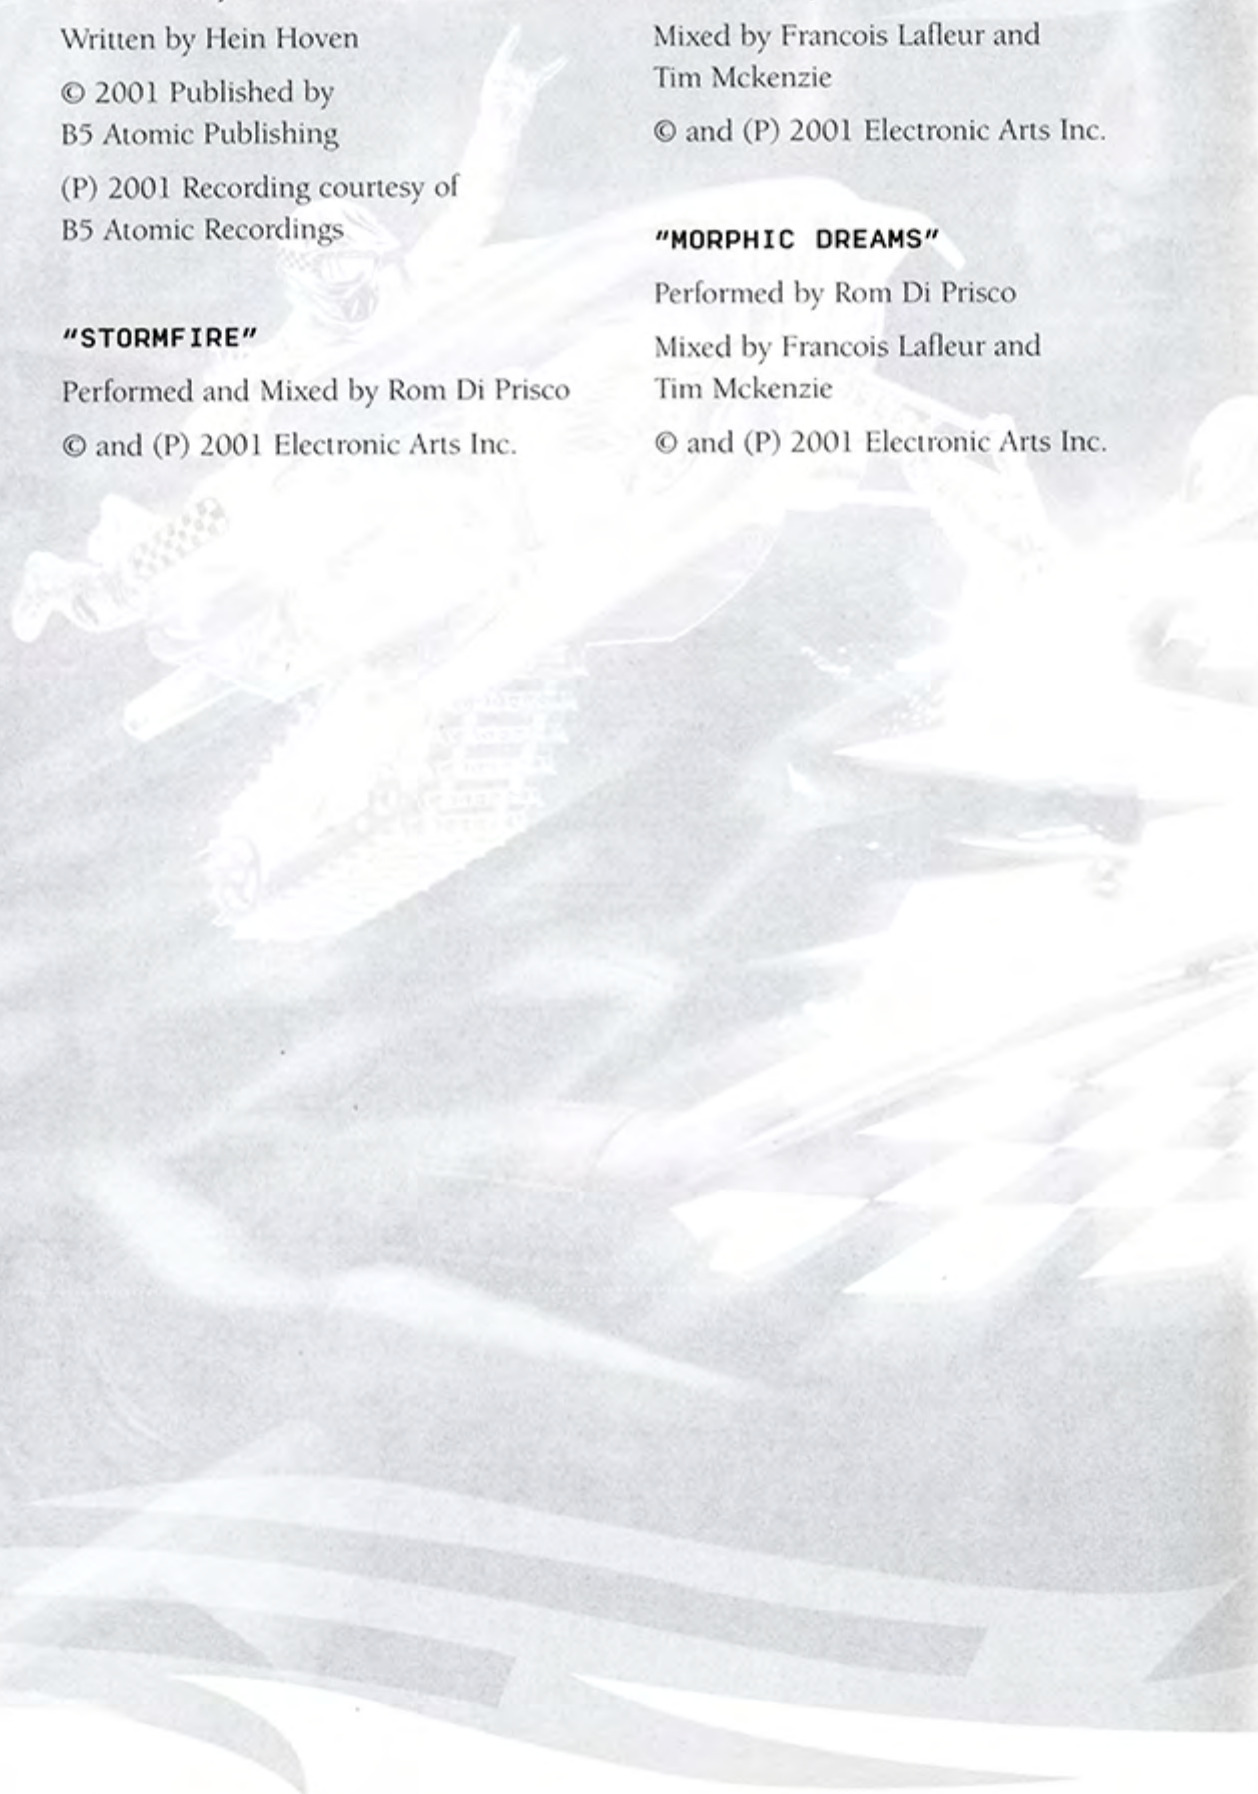 Written by Hein Hoven
© 2001 Published by
B5 Atomic Publishing
(P) 2001 Recording courtesy of
B5 Atomic Recordings
"STORMFIRE"
Performed and Mixed by Rom Di Prisco
© and (P) 2001 Electronic Arts Inc.
Mixed by Francois Lafleur and
Tim Mckenzie
© and (P) 2001 Electronic Arts Inc.
"MORPHIC DREAMS"
Performed by Rom Di Prisco
Mixed by Francois Lafleur and
Tim Mckenzie
© and (P) 2001 Electronic Arts Inc.